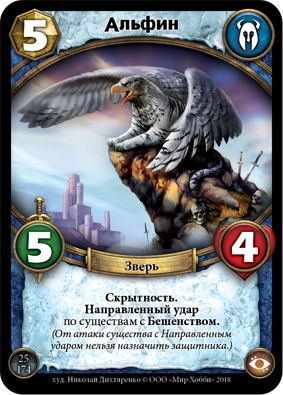 5
Альфин
5
Зверь
4
Скрытность.
Направленный удар
по существам с Бешенством.
(От атаки существа с Направленным
ударом нельзя назначить защитника.)
25
174
худ. Николай Дихтяренко © ООО «Мир Хобби» 2018